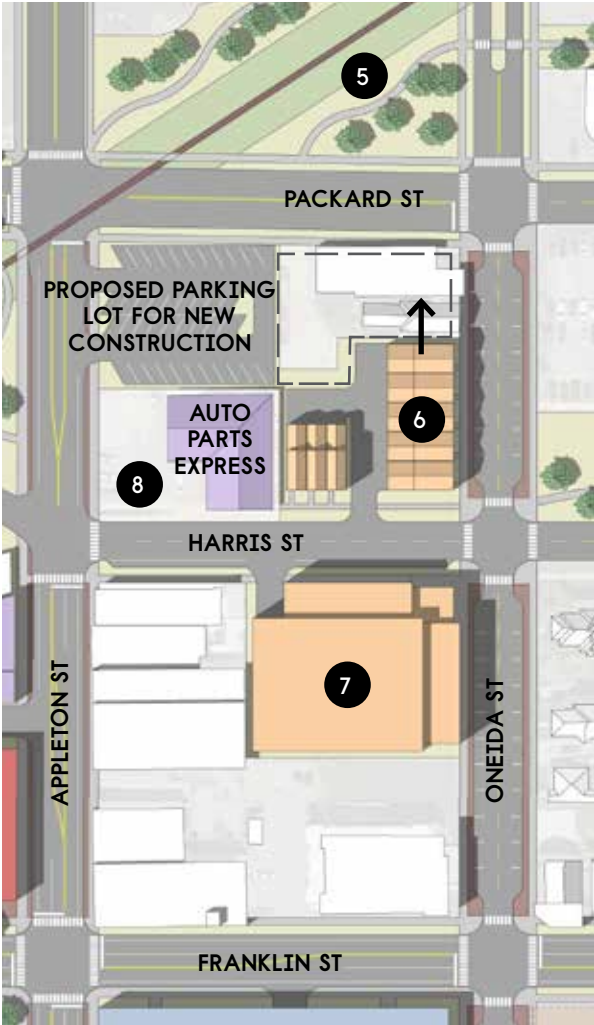 5
PACKARD ST
PROPOSED PARKING
LOT FOR NEW
CONSTRUCTION
AUTO
PARTS
EXPRESS
6
8
HARRIS ST
7
APPLETON ST
ONEIDA ST
FRANKLIN ST